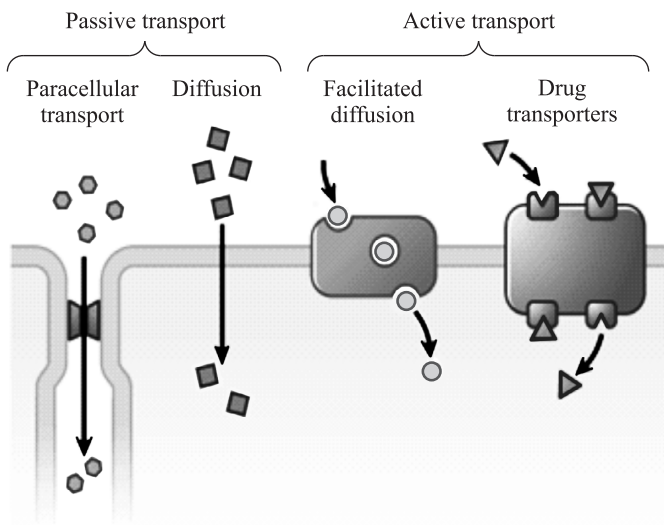 Passive transport
Active transport
Paracellular
transport
Diffusion
Facilitated
diffusion
Drug
transporters